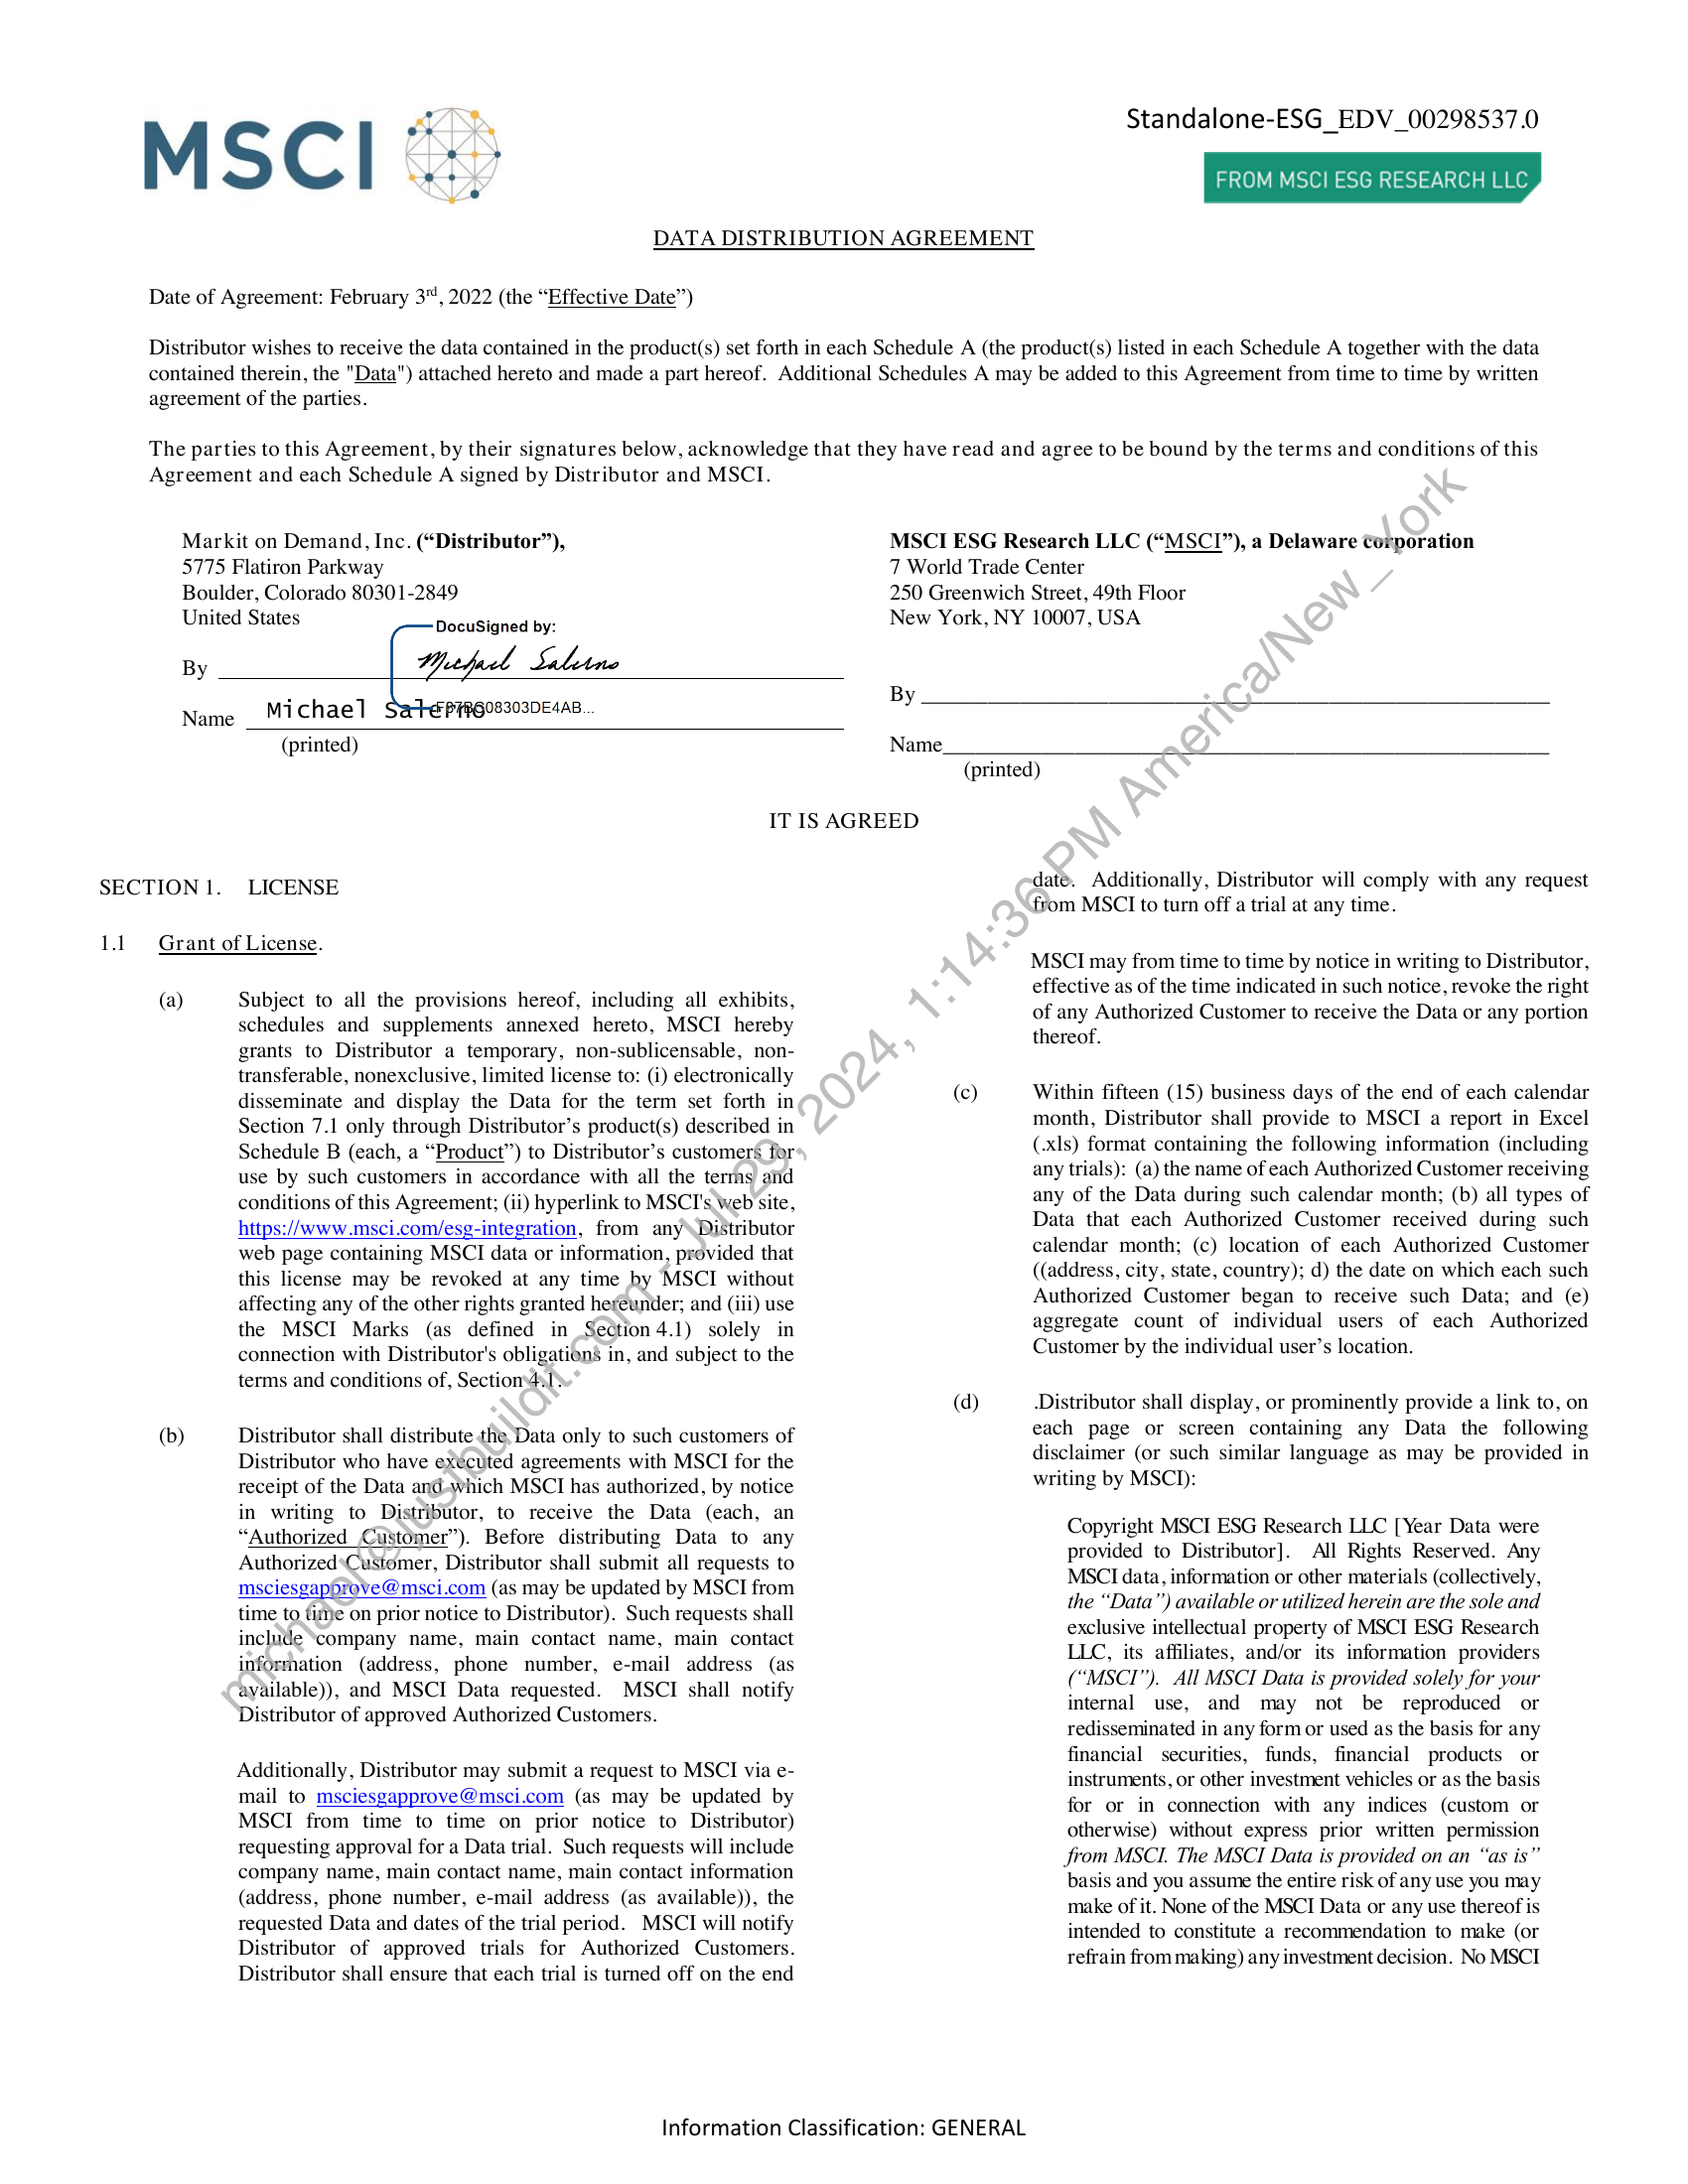 MSCI
Standalone-ESG_EDV_00298537.0
FROM MSCI ESG RESEARCH LLC
DATA DISTRIBUTION AGREEMENT
Date of Agreement: February 3rd, 2022 (the “Effective Date”)
Distributor wishes to receive the data contained in the product(s) set forth in each Schedule A (the product(s) listed in each Schedule A together with the data
contained therein, the "Data") attached hereto and made a part hereof. Additional Schedules A may be added to this Agreement from time to time by written
agreement of the parties.
The parties to this Agreement, by their signatures below, acknowledge that they have read and agree to be bound by the terms and conditions of this
Agreement and each Schedule A signed by Distributor and MSCI.
Markit on Demand, Inc. (“Distributor”),
5775 Flatiron Parkway
Boulder, Colorado 80301-2849
United States
DocuSigned by:
By Michael Salerno
Name Michael Salerno
F87BC08303DE4AB...
(printed)
MSCI ESG Research LLC (“MSCI”), a Delaware corporation
7 World Trade Center
250 Greenwich Street, 49th Floor
New York, NY 10007, USA
By
Name
(printed)
IT IS AGREED
SECTION 1. LICENSE
1.1 Grant of License.
(a) Subject to all the provisions hereof, including all exhibits,
schedules and supplements annexed hereto, MSCI hereby
grants to Distributor a temporary, non-sublicensable, non-
transferable, nonexclusive, limited license to: (i) electronically
disseminate and display the Data for the term set forth in
Section 7.1 only through Distributor’s product(s) described in
Schedule B (each, a “Product”) to Distributor’s customers for
use by such customers in accordance with all the terms and
conditions of this Agreement; (ii) hyperlink to MSCI's web site,
https://www.msci.com/esg-integration, from any Distributor
web page containing MSCI data or information, provided that
this license may be revoked at any time by MSCI without
affecting any of the other rights granted hereunder; and (iii) use
the MSCI Marks (as defined in Section 4.1) solely in
connection with Distributor's obligations in, and subject to the
terms and conditions of, Section 4.1.
(b) Distributor shall distribute the Data only to such customers of
Distributor who have executed agreements with MSCI for the
receipt of the Data and which MSCI has authorized, by notice
in writing to Distributor, to receive the Data (each, an
“Authorized Customer”). Before distributing Data to any
Authorized Customer, Distributor shall submit all requests to
msciesgapprove@msci.com (as may be updated by MSCI from
time to time on prior notice to Distributor). Such requests shall
include company name, main contact name, main contact
information (address, phone number, e-mail address (as
available)), and MSCI Data requested. MSCI shall notify
Distributor of approved Authorized Customers.
Additionally, Distributor may submit a request to MSCI via e-
mail to msciesgapprove@msci.com (as may be updated by
MSCI from time to time on prior notice to Distributor)
requesting approval for a Data trial. Such requests will include
company name, main contact name, main contact information
(address, phone number, e-mail address (as available)), the
requested Data and dates of the trial period. MSCI will notify
Distributor of approved trials for Authorized Customers.
Distributor shall ensure that each trial is turned off on the end
date. Additionally, Distributor will comply with any request
from MSCI to turn off a trial at any time.
MSCI may from time to time by notice in writing to Distributor,
effective as of the time indicated in such notice, revoke the right
of any Authorized Customer to receive the Data or any portion
thereof.
(c) Within fifteen (15) business days of the end of each calendar
month, Distributor shall provide to MSCI a report in Excel
(.xls) format containing the following information (including
any trials): (a) the name of each Authorized Customer receiving
any of the Data during such calendar month; (b) all types of
Data that each Authorized Customer received during such
calendar month; (c) location of each Authorized Customer
((address, city, state, country); d) the date on which each such
Authorized Customer began to receive such Data; and (e)
aggregate count of individual users of each Authorized
Customer by the individual user’s location.
(d) .Distributor shall display, or prominently provide a link to, on
each page or screen containing any Data the following
disclaimer (or such similar language as may be provided in
writing by MSCI):
Copyright MSCI ESG Research LLC [Year Data were
provided to Distributor]. All Rights Reserved. Any
MSCI data, information or other materials (collectively,
the “Data”) available or utilized herein are the sole and
exclusive intellectual property of MSCI ESG Research
LLC, its affiliates, and/or its information providers
(“MSCI”). All MSCI Data is provided solely for your
internal use, and may not be reproduced or
redisseminated in any form or used as the basis for any
financial securities, funds, financial products or
instruments, or other investment vehicles or as the basis
for or in connection with any indices (custom or
otherwise) without express prior written permission
from MSCI. The MSCI Data is provided on an “as is”
basis and you assume the entire risk of any use you may
make of it. None of the MSCI Data or any use thereof is
intended to constitute a recommendation to make (or
refrain from making) any investment decision. No MSCI
michael@justbuildit.com - Jul 29, 2024, 1:14:36 PM America/New_York
Information Classification: GENERAL